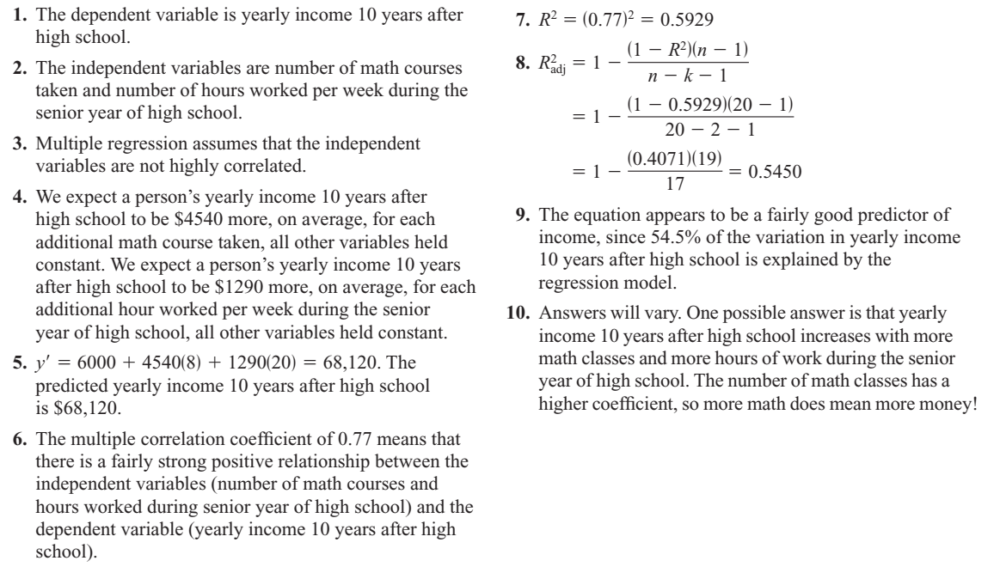 1. The dependent variable is yearly income 10 years after
high school.
2. The independent variables are number of math courses
taken and number of hours worked per week during the
senior year of high school.
3. Multiple regression assumes that the independent
variables are not highly correlated.
4. We expect a person's yearly income 10 years after
high school to be $4540 more, on average, for each
additional math course taken, all other variables held
constant. We expect a person's yearly income 10 years
after high school to be $1290 more, on average, for each
additional hour worked per week during the senior
year of high school, all other variables held constant.
5. y′ = 6000 + 4540(8) + 1290(20) = 68,120. The
predicted yearly income 10 years after high school
is $68,120.
6. The multiple correlation coefficient of 0.77 means that
there is a fairly strong positive relationship between the
independent variables (number of math courses and
hours worked during senior year of high school) and the
dependent variable (yearly income 10 years after high
school).
7. R² = (0.77)² = 0.5929
8. R²adj = 1 − (1 − R²)(n − 1) / n − k − 1
= 1 − (1 − 0.5929)(20 − 1) / 20 − 2 − 1
= 1 − (0.4071)(19) / 17 = 0.5450
9. The equation appears to be a fairly good predictor of
income, since 54.5% of the variation in yearly income
10 years after high school is explained by the
regression model.
10. Answers will vary. One possible answer is that yearly
income 10 years after high school increases with more
math classes and more hours of work during the senior
year of high school. The number of math classes has a
higher coefficient, so more math does mean more money!